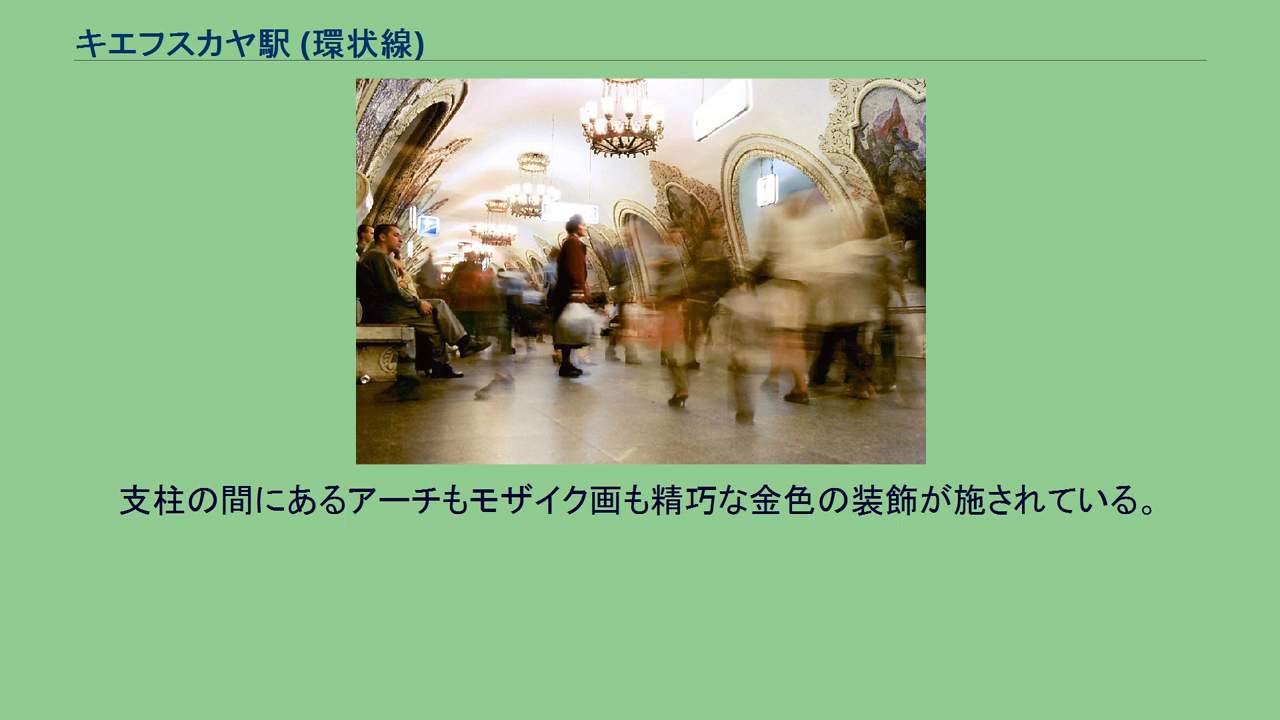 キエフスカヤ駅 (環状線)
支柱の間にあるアーチもモザイク画も精巧な金色の装飾が施されている。